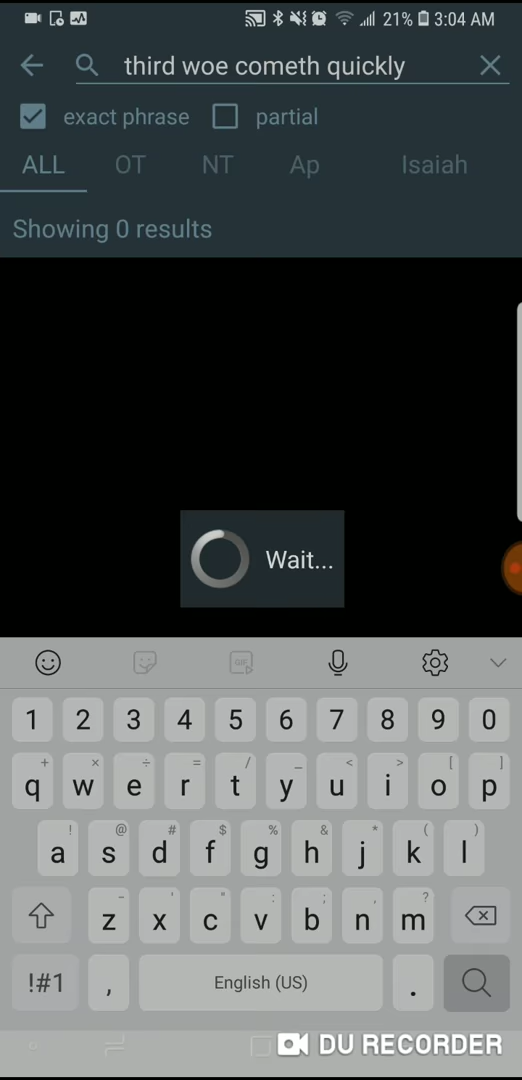 21% 3:04 AM
third woe cometh quickly
exact phrase partial
ALL OT NT Ap Isaiah
Showing 0 results
Wait...
GIF
1 2 3 4 5 6 7 8 9 0
+ × ÷ = / _ < > [ ]
q w e r t y u i o p
! @ # $ % & * ( )
a s d f g h j k l
- ' " : ; , ?
z x c v b n m
!#1 , English (US) .
DU RECORDER